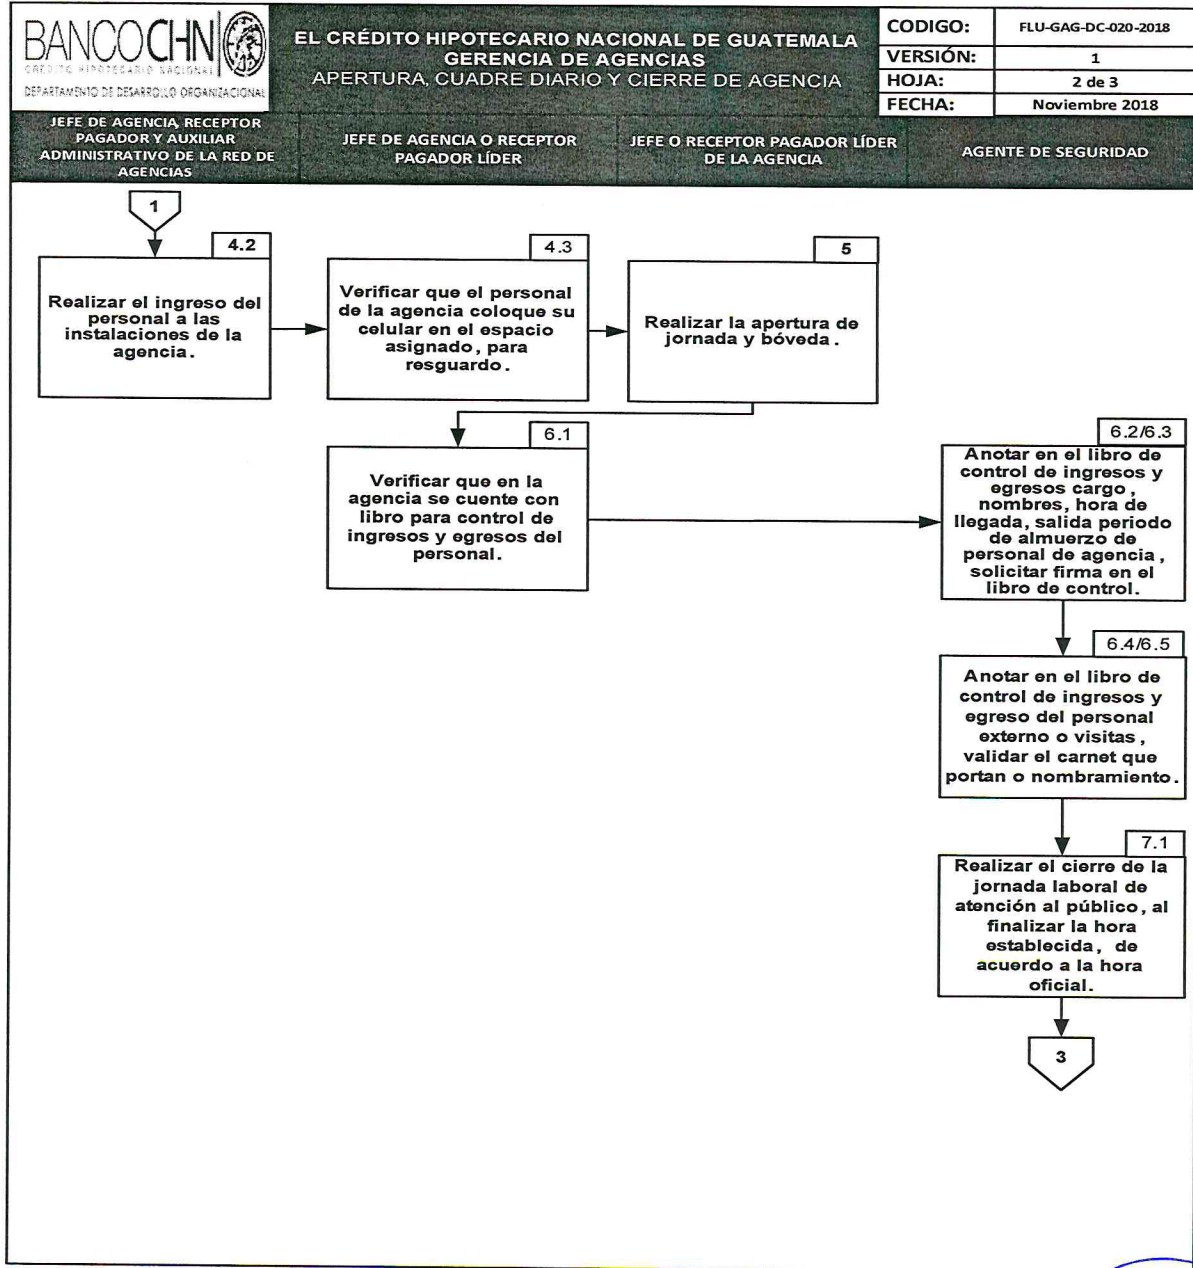 BANCOCHN
CRÉDITO HIPOTECARIO NACIONAL
DEPARTAMENTO DE DESARROLLO ORGANIZACIONAL
EL CRÉDITO HIPOTECARIO NACIONAL DE GUATEMALA
GERENCIA DE AGENCIAS
APERTURA, CUADRE DIARIO Y CIERRE DE AGENCIA
CODIGO: FLU-GAG-DC-020-2018
VERSIÓN: 1
HOJA: 2 de 3
FECHA: Noviembre 2018
JEFE DE AGENCIA, RECEPTOR
PAGADOR Y AUXILIAR
ADMINISTRATIVO DE LA RED DE
AGENCIAS
JEFE DE AGENCIA O RECEPTOR
PAGADOR LÍDER
JEFE O RECEPTOR PAGADOR LÍDER
DE LA AGENCIA
AGENTE DE SEGURIDAD
1
4.2
Realizar el ingreso del
personal a las
instalaciones de la
agencia.
4.3
Verificar que el personal
de la agencia coloque su
celular en el espacio
asignado, para
resguardo.
5
Realizar la apertura de
jornada y bóveda.
6.1
Verificar que en la
agencia se cuente con
libro para control de
ingresos y egresos del
personal.
6.2/6.3
Anotar en el libro de
control de ingresos y
egresos cargo,
nombres, hora de
llegada, salida periodo
de almuerzo de
personal de agencia,
solicitar firma en el
libro de control.
6.4/6.5
Anotar en el libro de
control de ingresos y
egreso del personal
externo o visitas,
validar el carnet que
portan o nombramiento.
7.1
Realizar el cierre de la
jornada laboral de
atención al público, al
finalizar la hora
establecida, de
acuerdo a la hora
oficial.
3